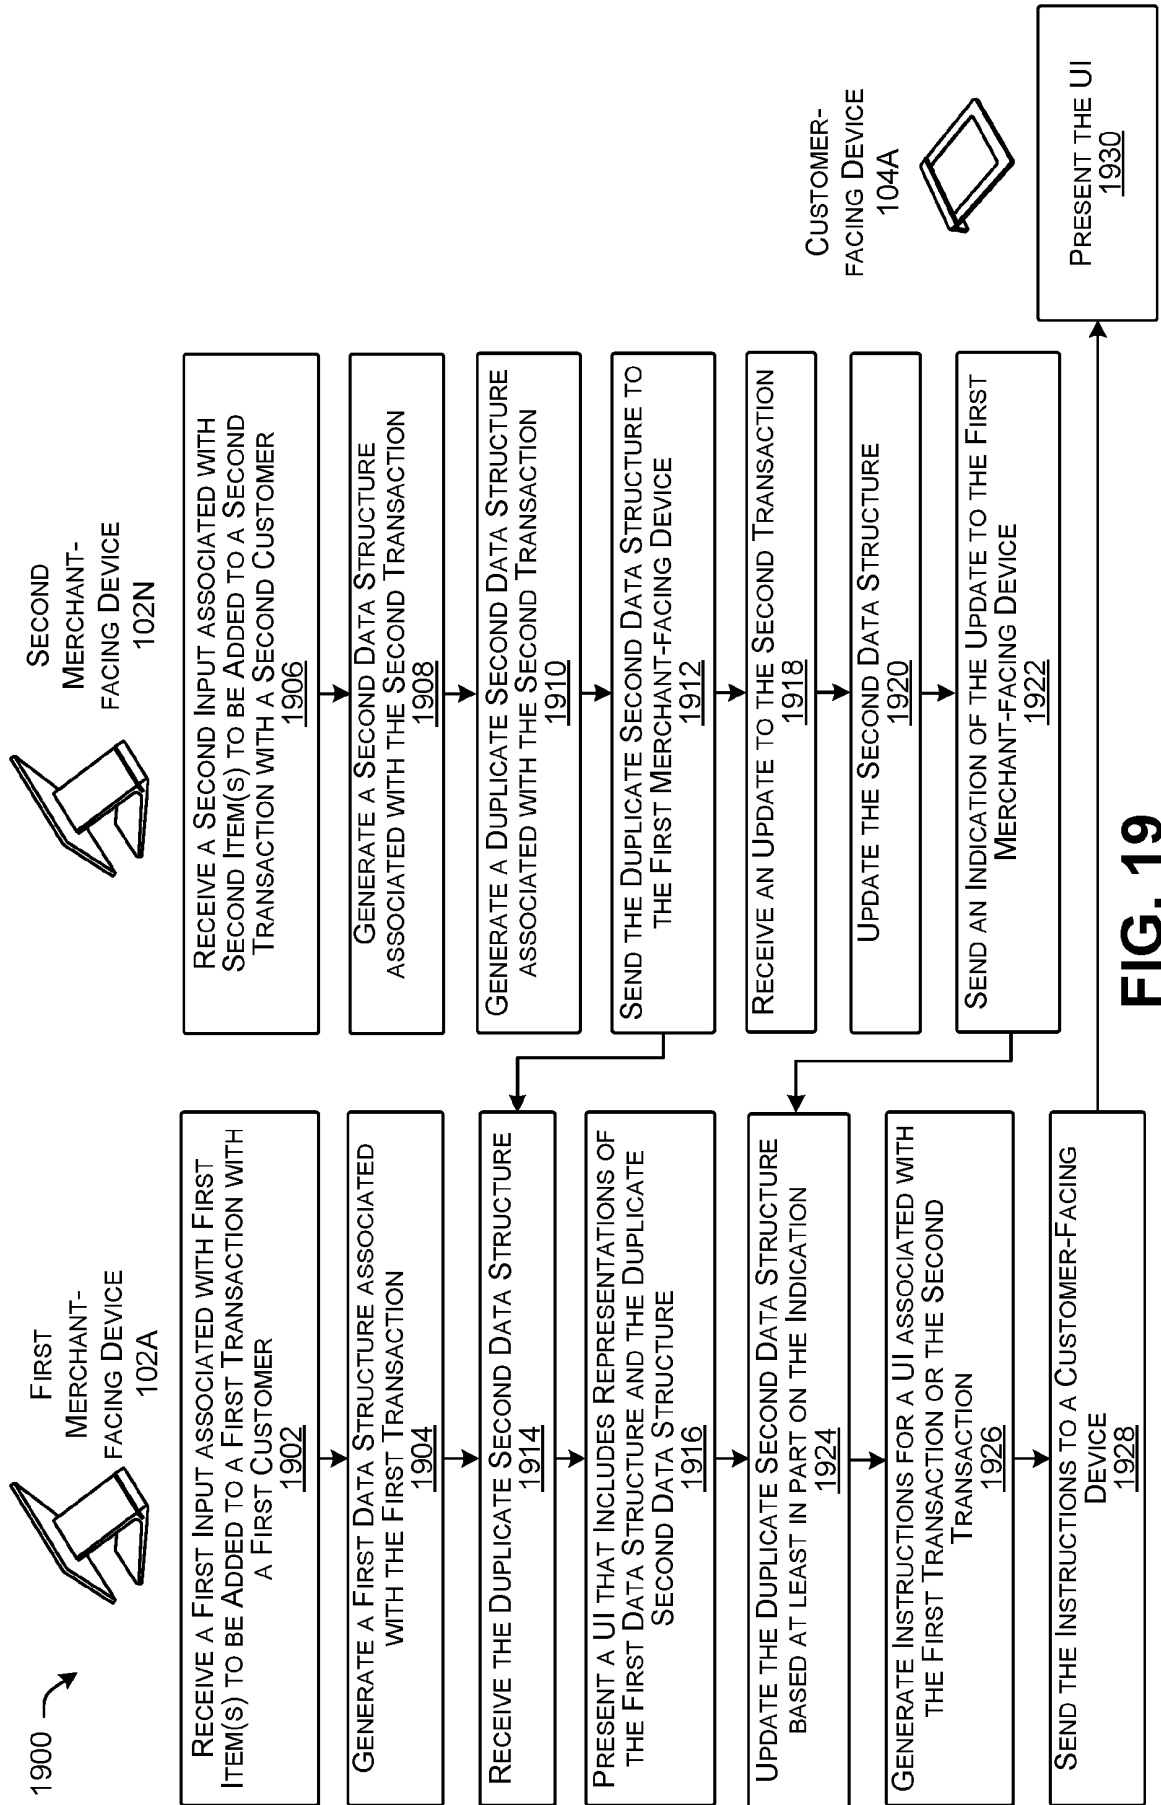 1900
FIRST
MERCHANT-
FACING DEVICE
102A
RECEIVE A FIRST INPUT ASSOCIATED WITH FIRST
ITEM(S) TO BE ADDED TO A FIRST TRANSACTION WITH
A FIRST CUSTOMER
1902
GENERATE A FIRST DATA STRUCTURE ASSOCIATED
WITH THE FIRST TRANSACTION
1904
RECEIVE THE DUPLICATE SECOND DATA STRUCTURE
1914
PRESENT A UI THAT INCLUDES REPRESENTATIONS OF
THE FIRST DATA STRUCTURE AND THE DUPLICATE
SECOND DATA STRUCTURE
1916
UPDATE THE DUPLICATE SECOND DATA STRUCTURE
BASED AT LEAST IN PART ON THE INDICATION
1924
GENERATE INSTRUCTIONS FOR A UI ASSOCIATED WITH
THE FIRST TRANSACTION OR THE SECOND
TRANSACTION
1926
SEND THE INSTRUCTIONS TO A CUSTOMER-FACING
DEVICE
1928
SECOND
MERCHANT-
FACING DEVICE
102N
RECEIVE A SECOND INPUT ASSOCIATED WITH
SECOND ITEM(S) TO BE ADDED TO A SECOND
TRANSACTION WITH A SECOND CUSTOMER
1906
GENERATE A SECOND DATA STRUCTURE
ASSOCIATED WITH THE SECOND TRANSACTION
1908
GENERATE A DUPLICATE SECOND DATA STRUCTURE
ASSOCIATED WITH THE SECOND TRANSACTION
1910
SEND THE DUPLICATE SECOND DATA STRUCTURE TO
THE FIRST MERCHANT-FACING DEVICE
1912
RECEIVE AN UPDATE TO THE SECOND TRANSACTION
1918
UPDATE THE SECOND DATA STRUCTURE
1920
SEND AN INDICATION OF THE UPDATE TO THE FIRST
MERCHANT-FACING DEVICE
1922
CUSTOMER-
FACING DEVICE
104A
PRESENT THE UI
1930
FIG. 19